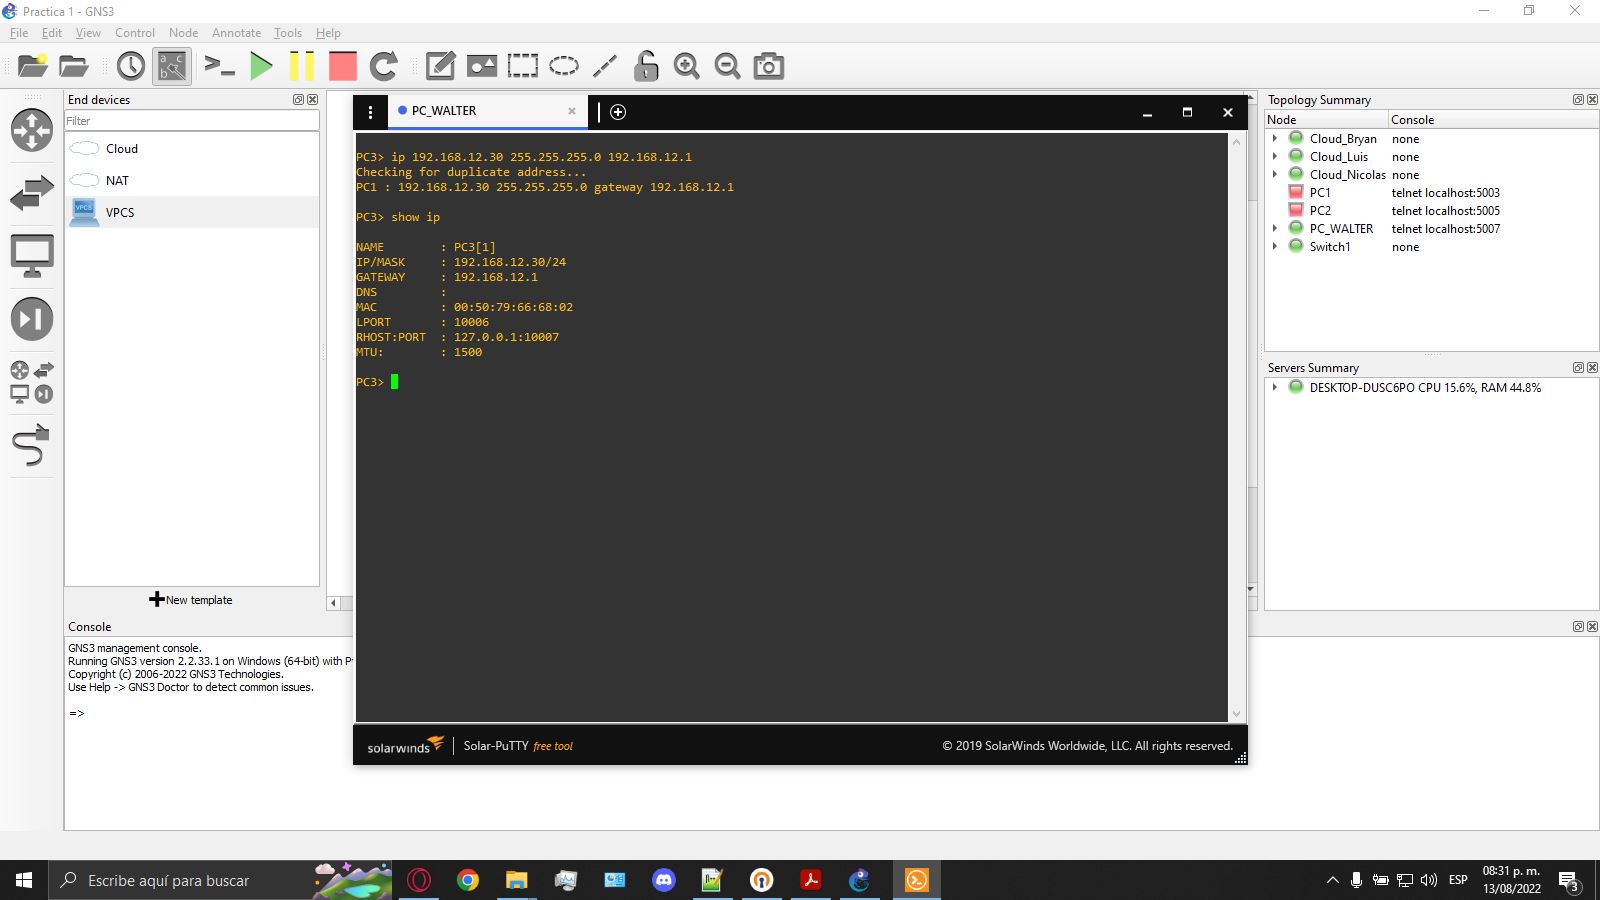 Practica 1 - GNS3
File Edit View Control Node Annotate Tools Help
End devices
Filter
Cloud
NAT
VPCS
VPCS
New template
PC_WALTER
PC3> ip 192.168.12.30 255.255.255.0 192.168.12.1
Checking for duplicate address...
PC1 : 192.168.12.30 255.255.255.0 gateway 192.168.12.1
PC3> show ip
NAME : PC3[1]
IP/MASK : 192.168.12.30/24
GATEWAY : 192.168.12.1
DNS :
MAC : 00:50:79:66:68:02
LPORT : 10006
RHOST:PORT : 127.0.0.1:10007
MTU: : 1500
PC3>
solarwinds Solar-PuTTY free tool © 2019 SolarWinds Worldwide, LLC. All rights reserved.
Topology Summary
Node Console
Cloud_Bryan none
Cloud_Luis none
Cloud_Nicolas none
PC1 telnet localhost:5003
PC2 telnet localhost:5005
PC_WALTER telnet localhost:5007
Switch1 none
Servers Summary
DESKTOP-DUSC6PO CPU 15.6%, RAM 44.8%
Console
GNS3 management console.
Running GNS3 version 2.2.33.1 on Windows (64-bit) with
Copyright (c) 2006-2022 GNS3 Technologies.
Use Help -> GNS3 Doctor to detect common issues.
=>
Escribe aquí para buscar
ESP
08:31 p. m.
13/08/2022
3